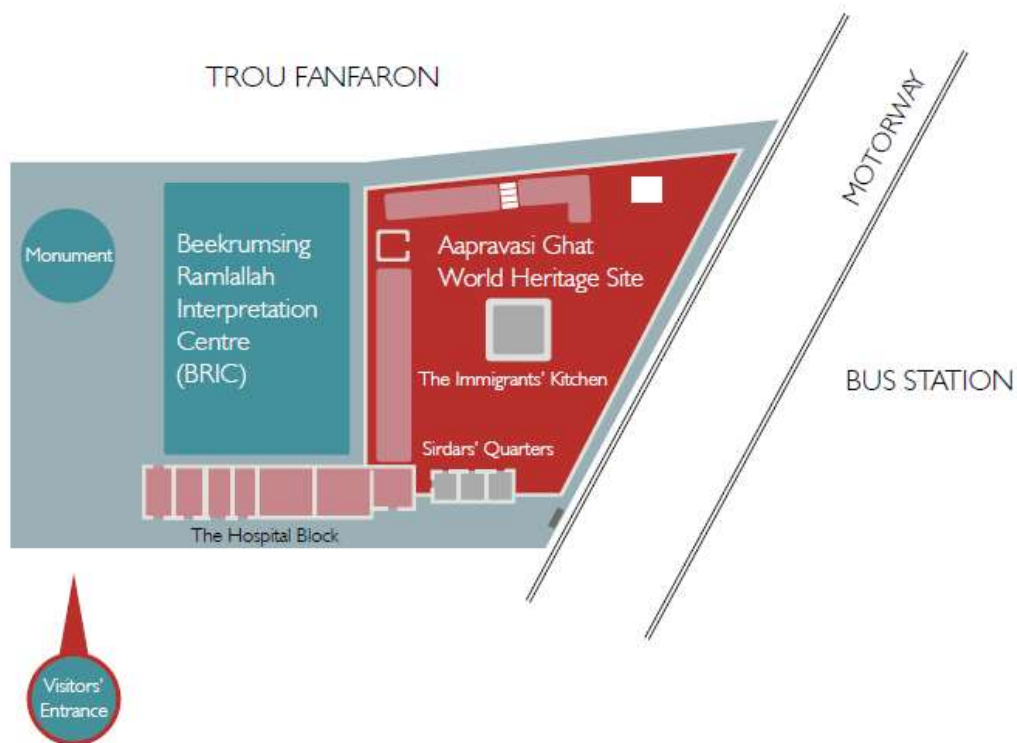 TROU FANFARON
MOTORWAY
Monument
Beekrumsing
Ramlallah
Interpretation
Centre
(BRIC)
Aapravasi Ghat
World Heritage Site
The Immigrants' Kitchen
BUS STATION
Sirdars' Quarters
The Hospital Block
Visitors'
Entrance